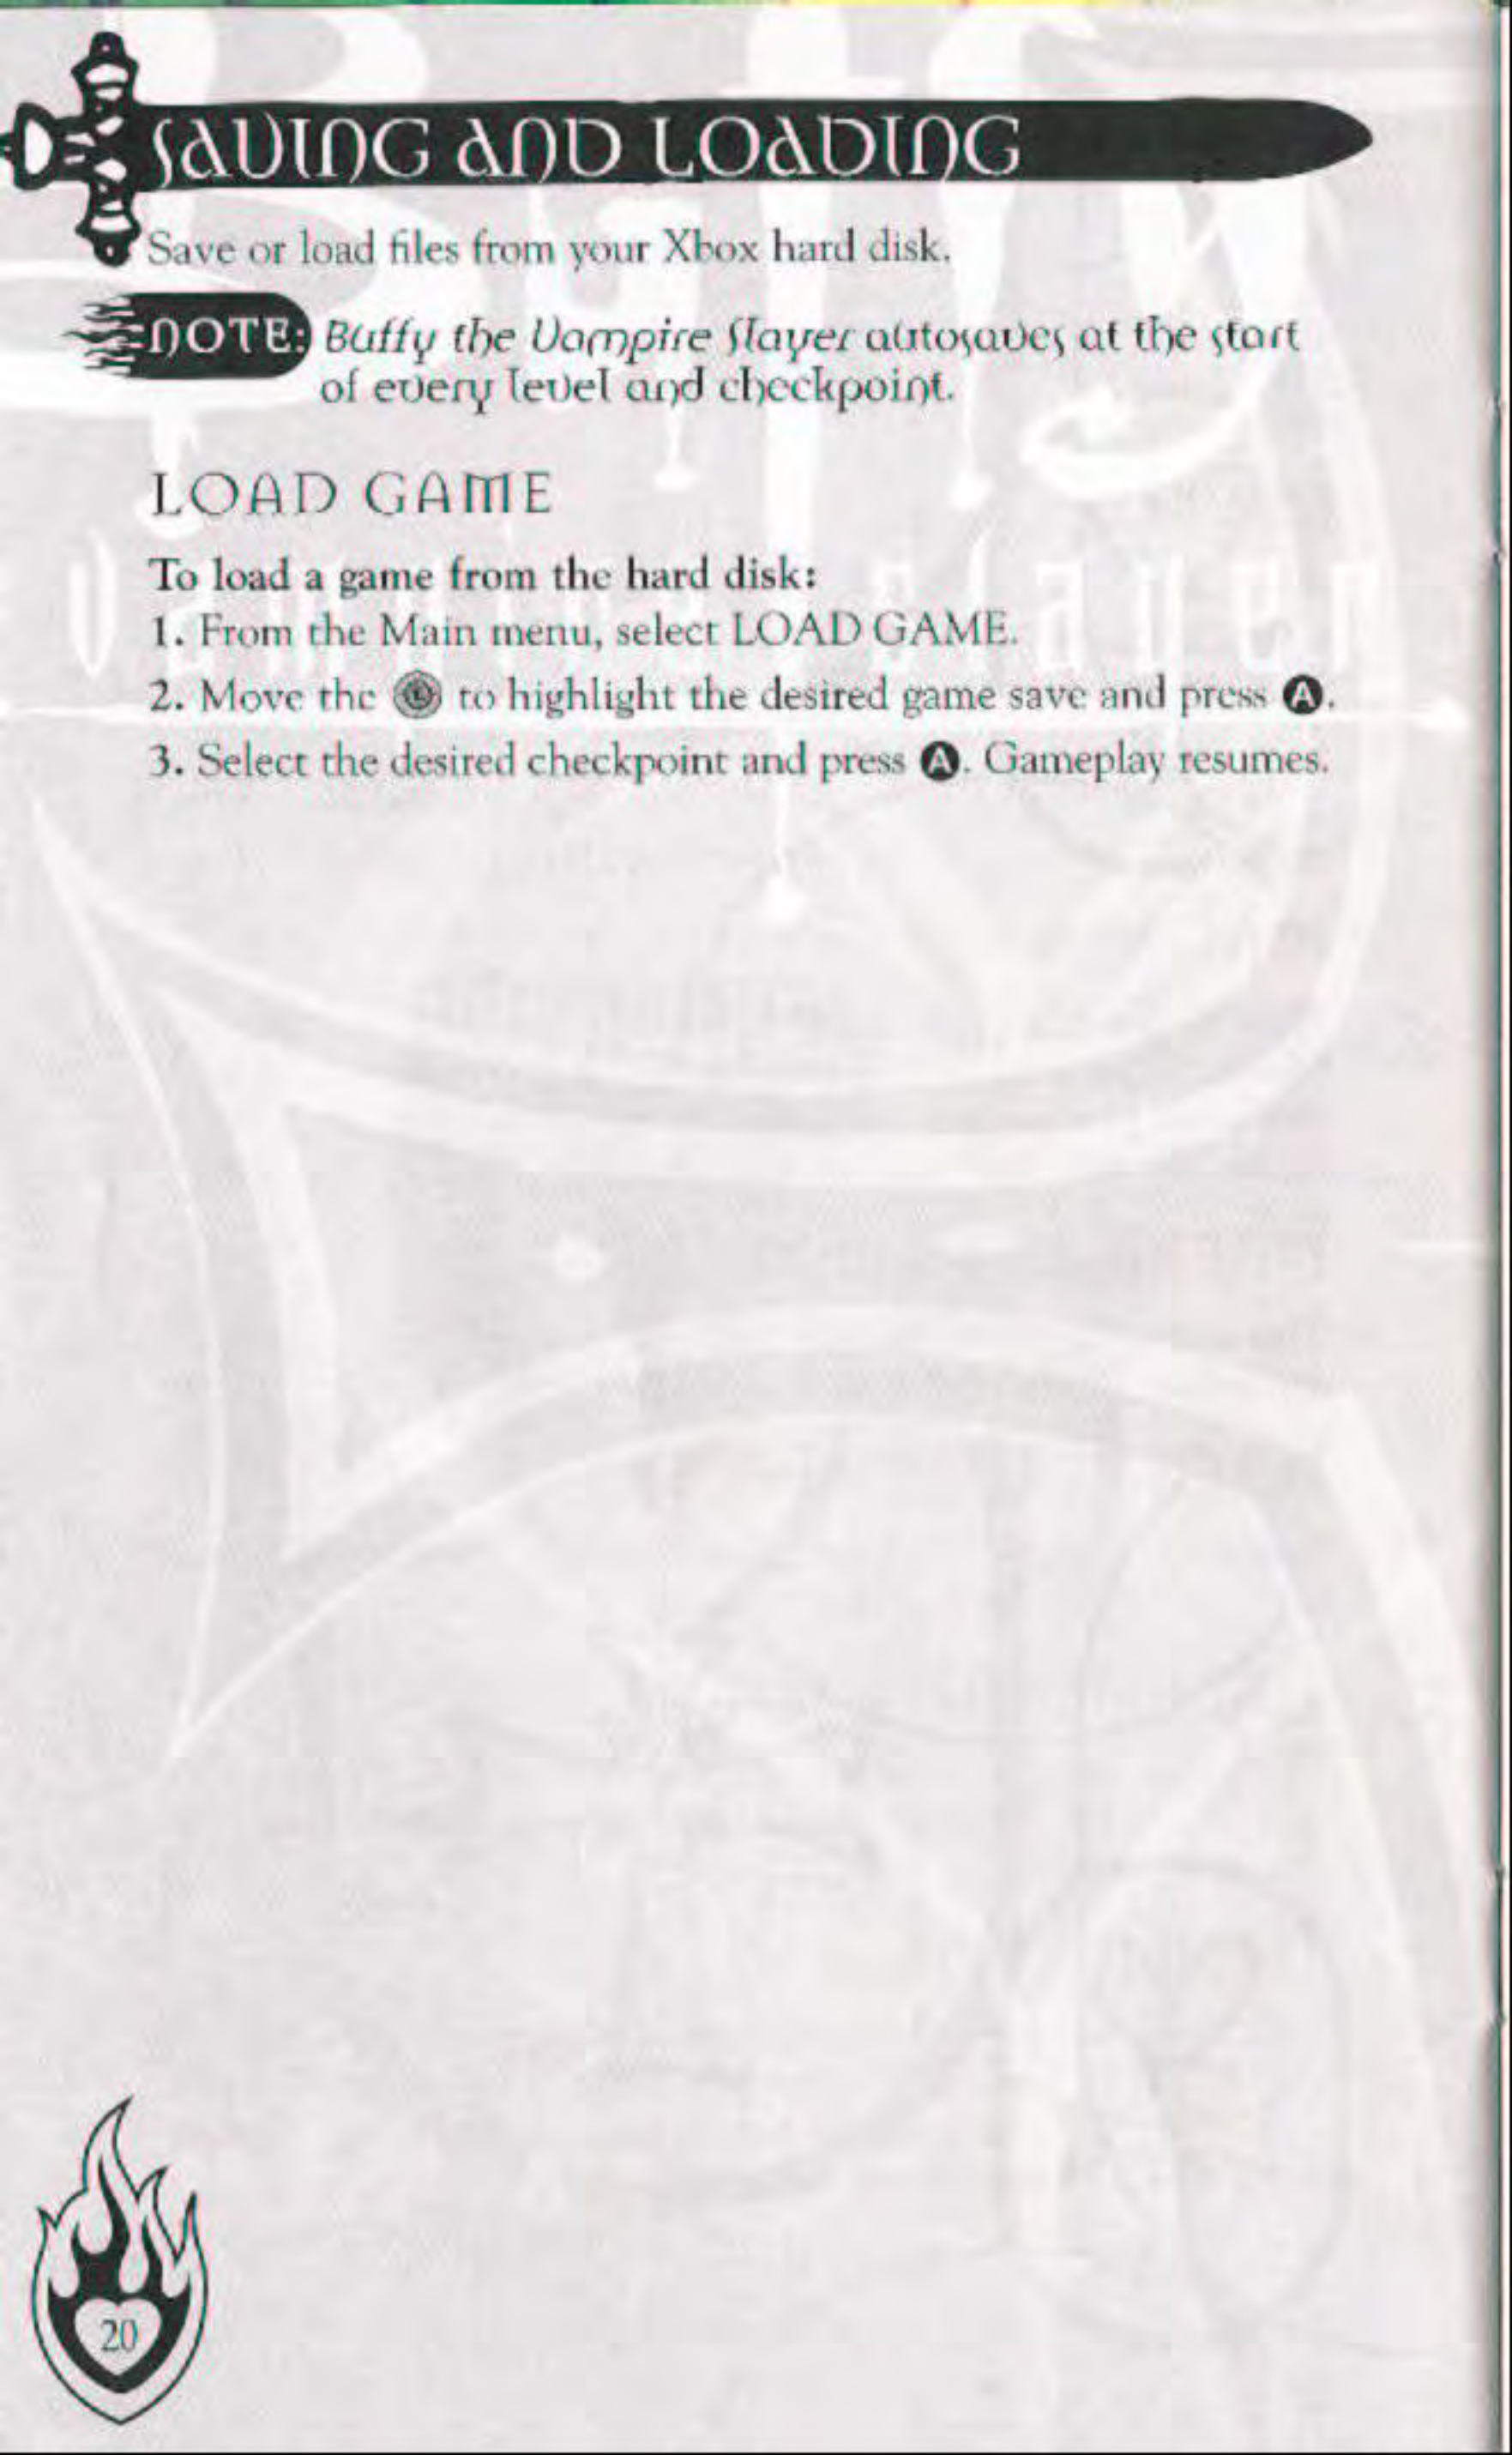 SAVING AND LOADING
Save or load files from your Xbox hard disk.
NOTE: Buffy the Vampire Slayer autosaves at the start
of every level and checkpoint.
LOAD GAME
To load a game from the hard disk:
1. From the Main menu, select LOAD GAME.
2. Move the L to highlight the desired game save and press A.
3. Select the desired checkpoint and press A. Gameplay resumes.
20